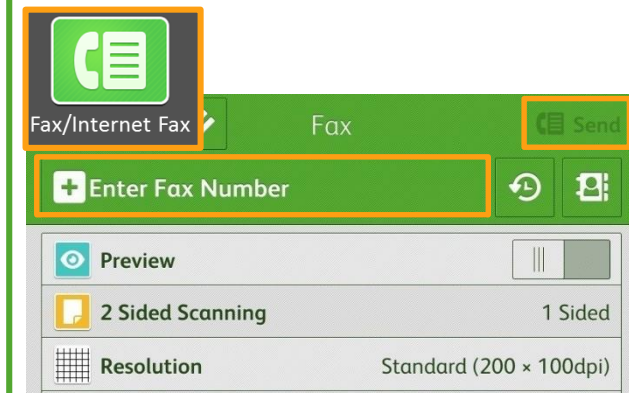 Fax/Internet Fax
Fax
Send
Enter Fax Number
Preview
2 Sided Scanning
1 Sided
Resolution
Standard (200 × 100dpi)